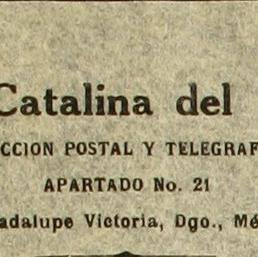 Catalina del
CCION POSTAL Y TELEGRAF
APARTADO No. 21
adalupe Victoria, Dgo., Mé